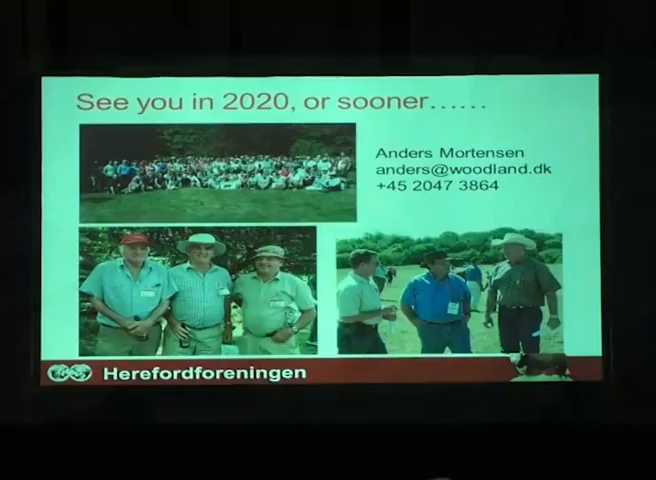 See you in 2020, or sooner……
Anders Mortensen
anders@woodland.dk
+45 2047 3864
Herefordforeningen